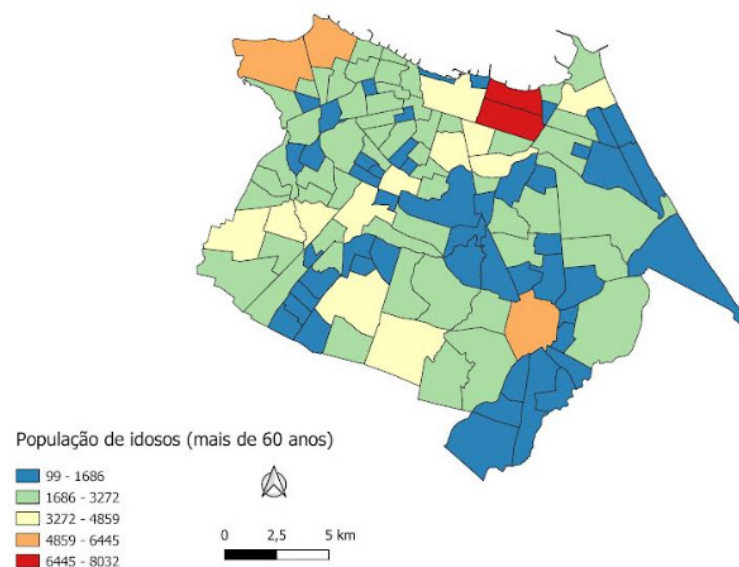 População de idosos (mais de 60 anos)
99 - 1686
1686 - 3272
3272 - 4859
4859 - 6445
6445 - 8032
0 2,5 5 km